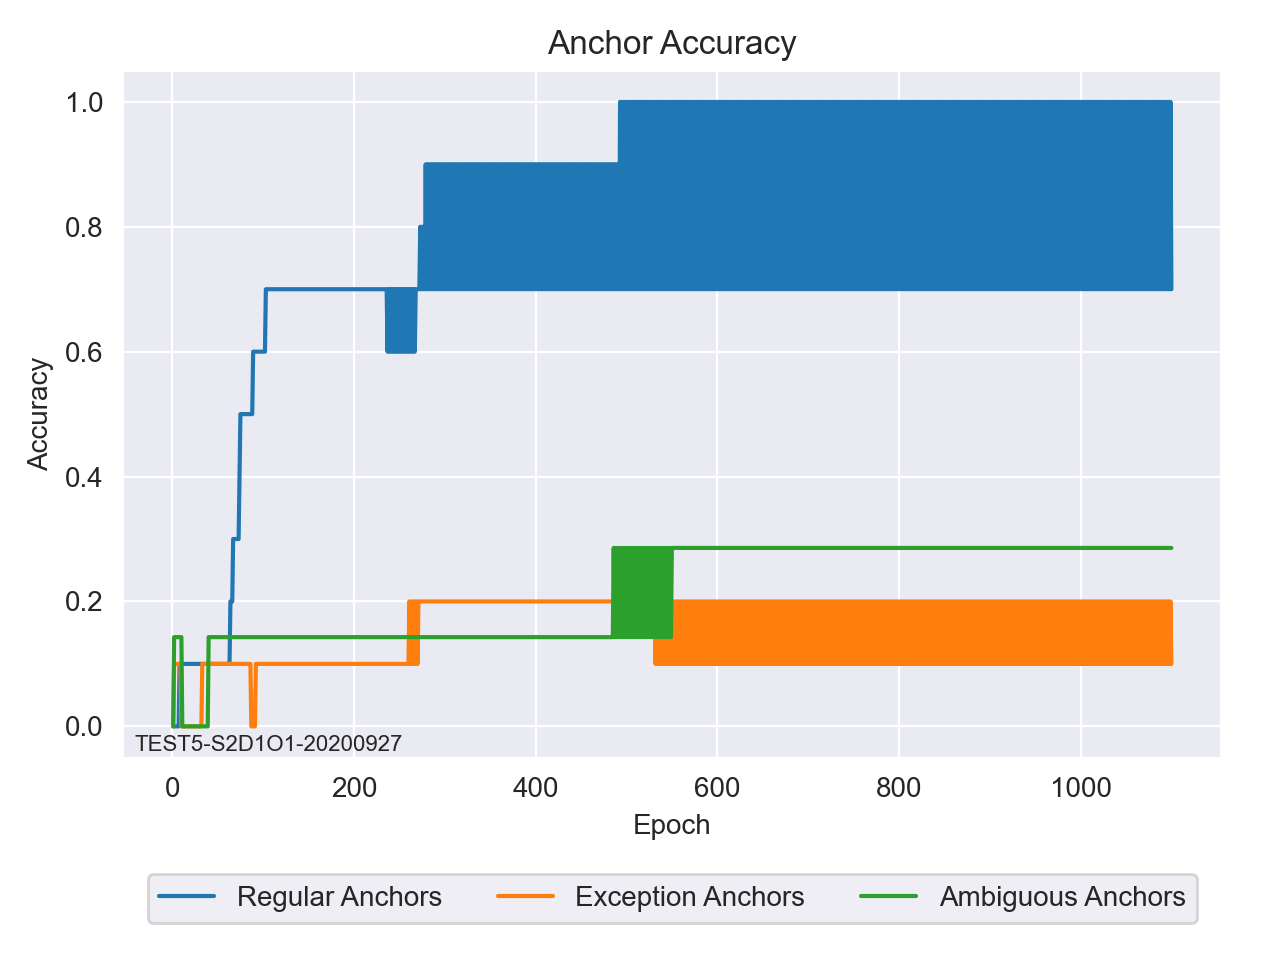 Anchor Accuracy
1.0
0.8
0.6
0.4
0.2
0.0
Accuracy
TEST5-S2D1O1-20200927
0 200 400 600 800 1000
Epoch
Regular Anchors Exception Anchors Ambiguous Anchors